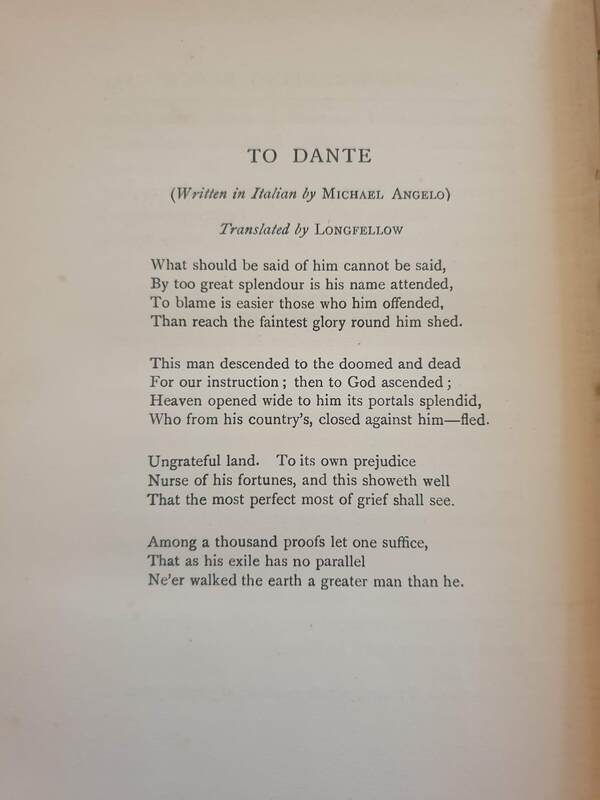 TO DANTE
(Written in Italian by MICHAEL ANGELO)
Translated by LONGFELLOW
What should be said of him cannot be said,
By too great splendour is his name attended,
To blame is easier those who him offended,
Than reach the faintest glory round him shed.
This man descended to the doomed and dead
For our instruction; then to God ascended;
Heaven opened wide to him its portals splendid,
Who from his country's, closed against him—fled.
Ungrateful land. To its own prejudice
Nurse of his fortunes, and this showeth well
That the most perfect most of grief shall see.
Among a thousand proofs let one suffice,
That as his exile has no parallel
Ne'er walked the earth a greater man than he.